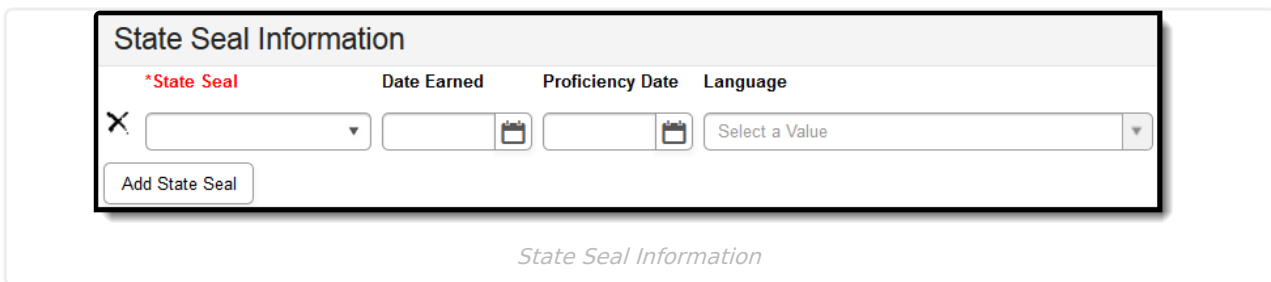 State Seal Information
*State Seal Date Earned Proficiency Date Language
Select a Value
Add State Seal
State Seal Information